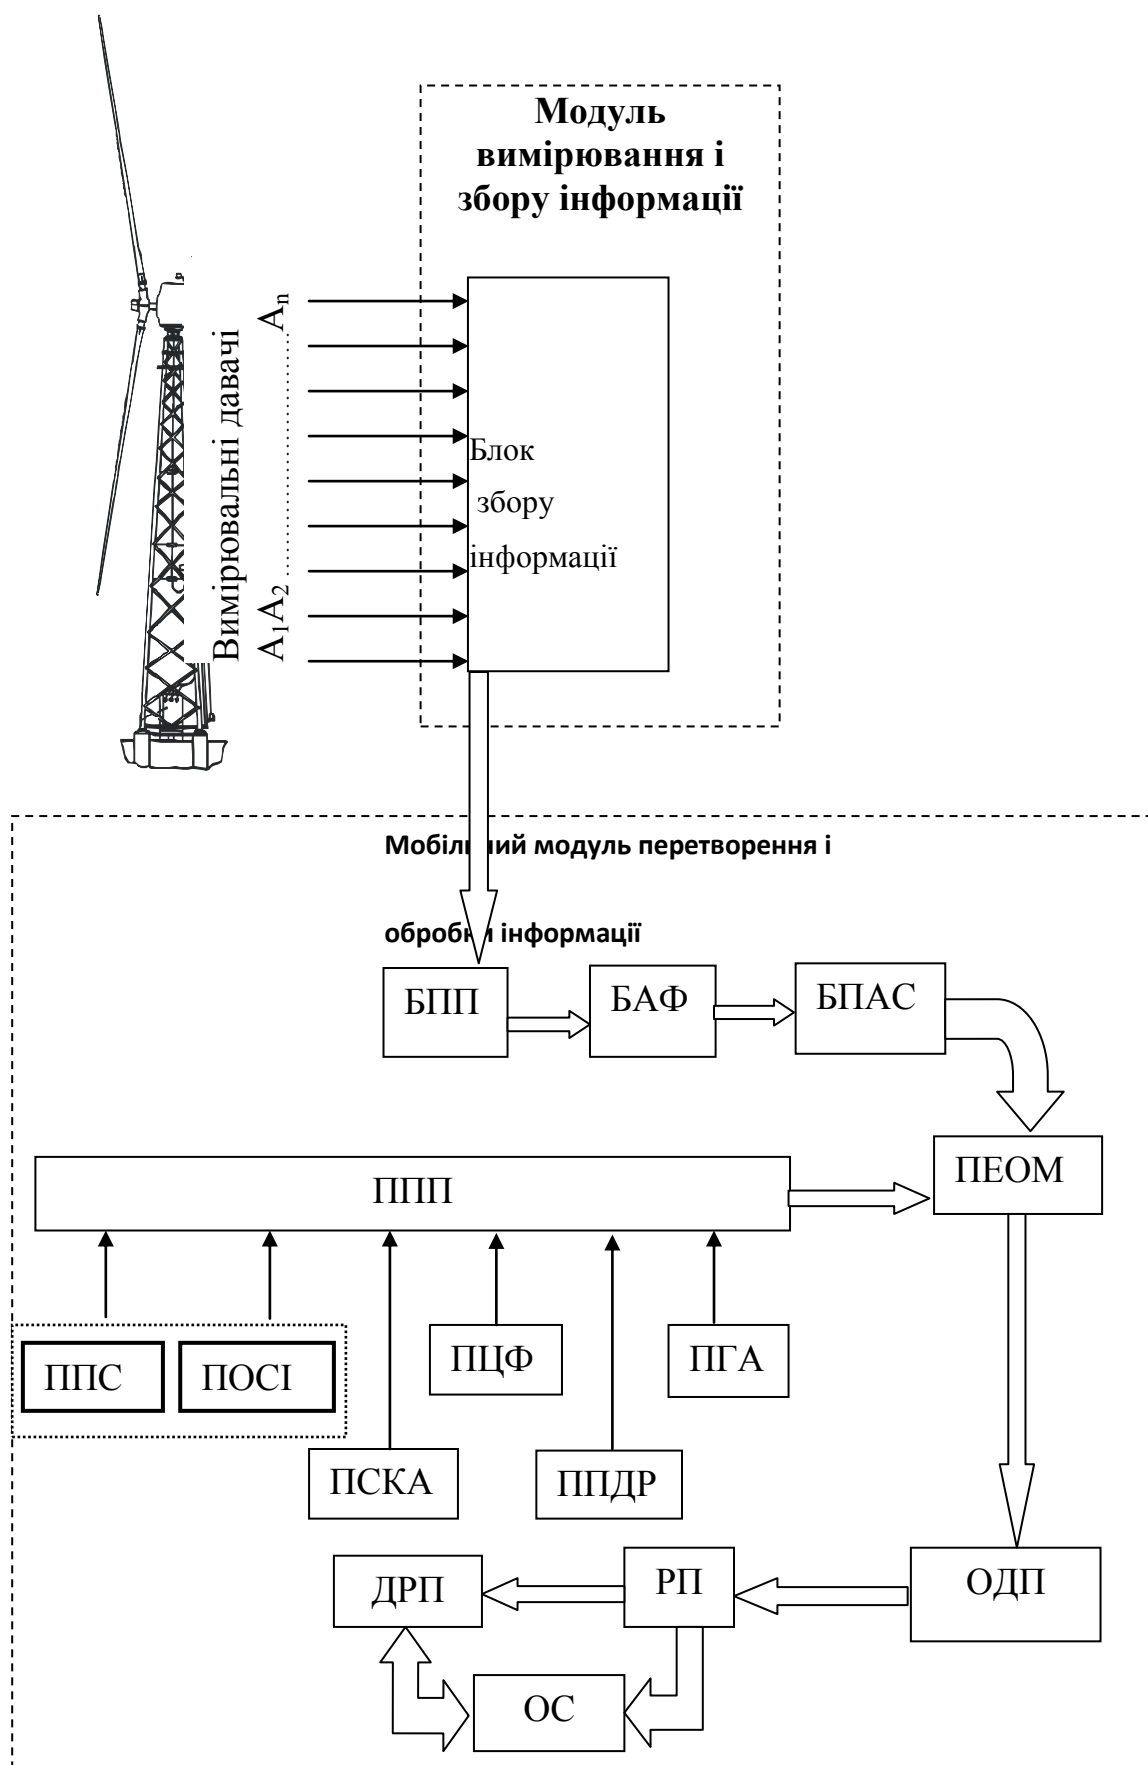 Модуль
вимірювання і
збору інформації
Вимірювальні давачі
A₁A₂..................Aₙ
Блок
збору
інформації
Мобільний модуль перетворення і
обробки інформації
БПП
БАФ
БПАС
ПЕОМ
ППП
ППС
ПОСІ
ПЦФ
ПГА
ПСКА
ППДР
ДРП
РП
ОДП
ОС